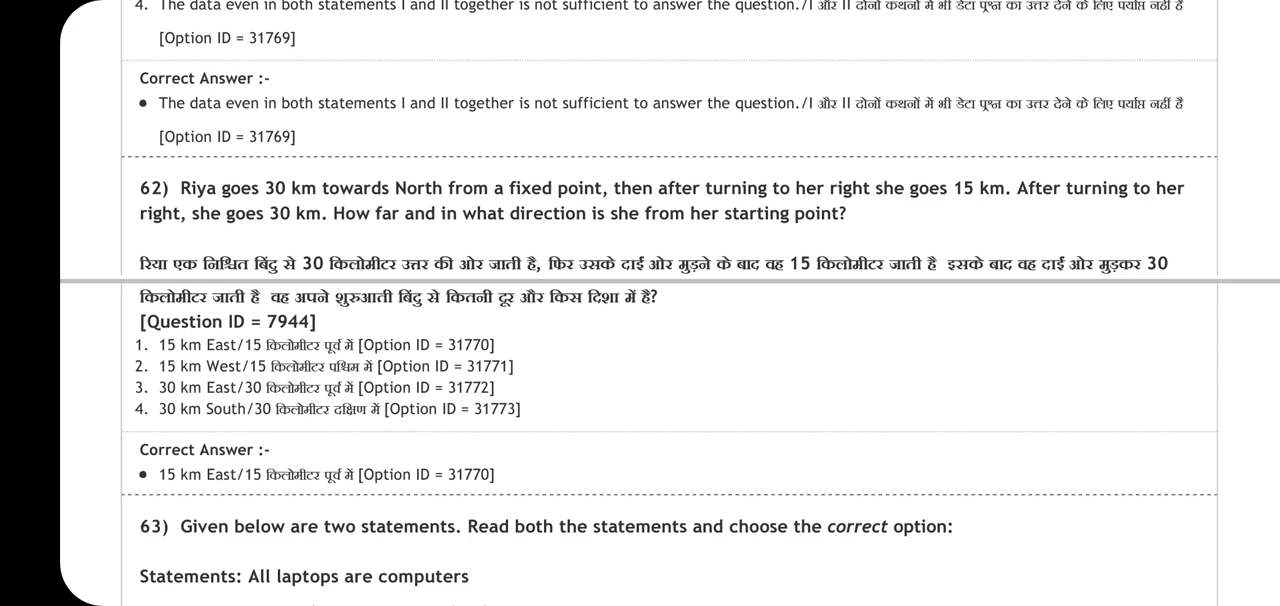 4. The data even in both statements I and II together is not sufficient to answer the question./I और II दोनों कथनों में भी डेटा प्रश्न का उत्तर देने के लिए पर्याप्त नहीं है
[Option ID = 31769]
Correct Answer :-
• The data even in both statements I and II together is not sufficient to answer the question./I और II दोनों कथनों में भी डेटा प्रश्न का उत्तर देने के लिए पर्याप्त नहीं है
[Option ID = 31769]
62) Riya goes 30 km towards North from a fixed point, then after turning to her right she goes 15 km. After turning to her
right, she goes 30 km. How far and in what direction is she from her starting point?
रिया एक निश्चित बिंदु से 30 किलोमीटर उत्तर की ओर जाती है, फिर उसके दाईं ओर मुड़ने के बाद वह 15 किलोमीटर जाती है इसके बाद वह दाईं ओर मुड़कर 30
किलोमीटर जाती है वह अपने शुरुआती बिंदु से कितनी दूर और किस दिशा में है?
[Question ID = 7944]
1. 15 km East/15 किलोमीटर पूर्व में [Option ID = 31770]
2. 15 km West/15 किलोमीटर पश्चिम में [Option ID = 31771]
3. 30 km East/30 किलोमीटर पूर्व में [Option ID = 31772]
4. 30 km South/30 किलोमीटर दक्षिण में [Option ID = 31773]
Correct Answer :-
• 15 km East/15 किलोमीटर पूर्व में [Option ID = 31770]
63) Given below are two statements. Read both the statements and choose the correct option:
Statements: All laptops are computers